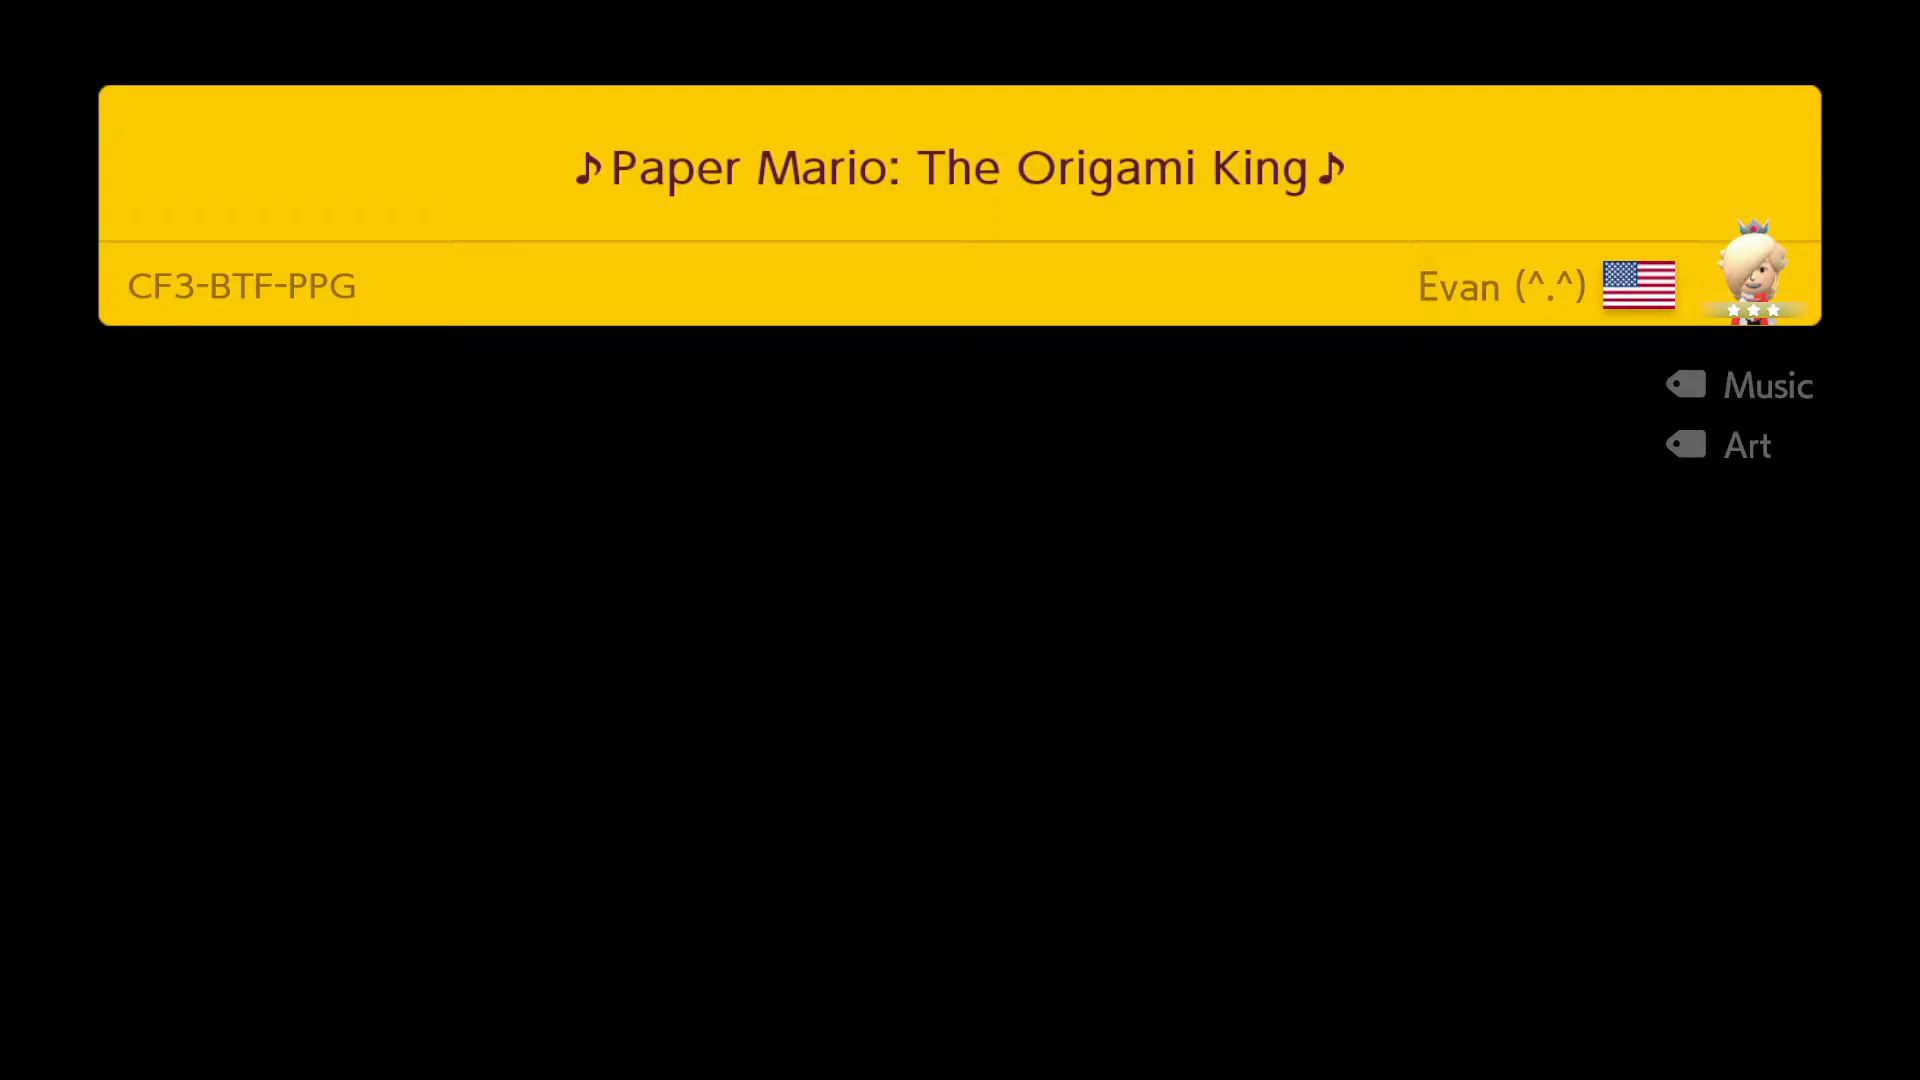 ♪Paper Mario: The Origami King♪
CF3-BTF-PPG
Evan (^.^)
Music
Art